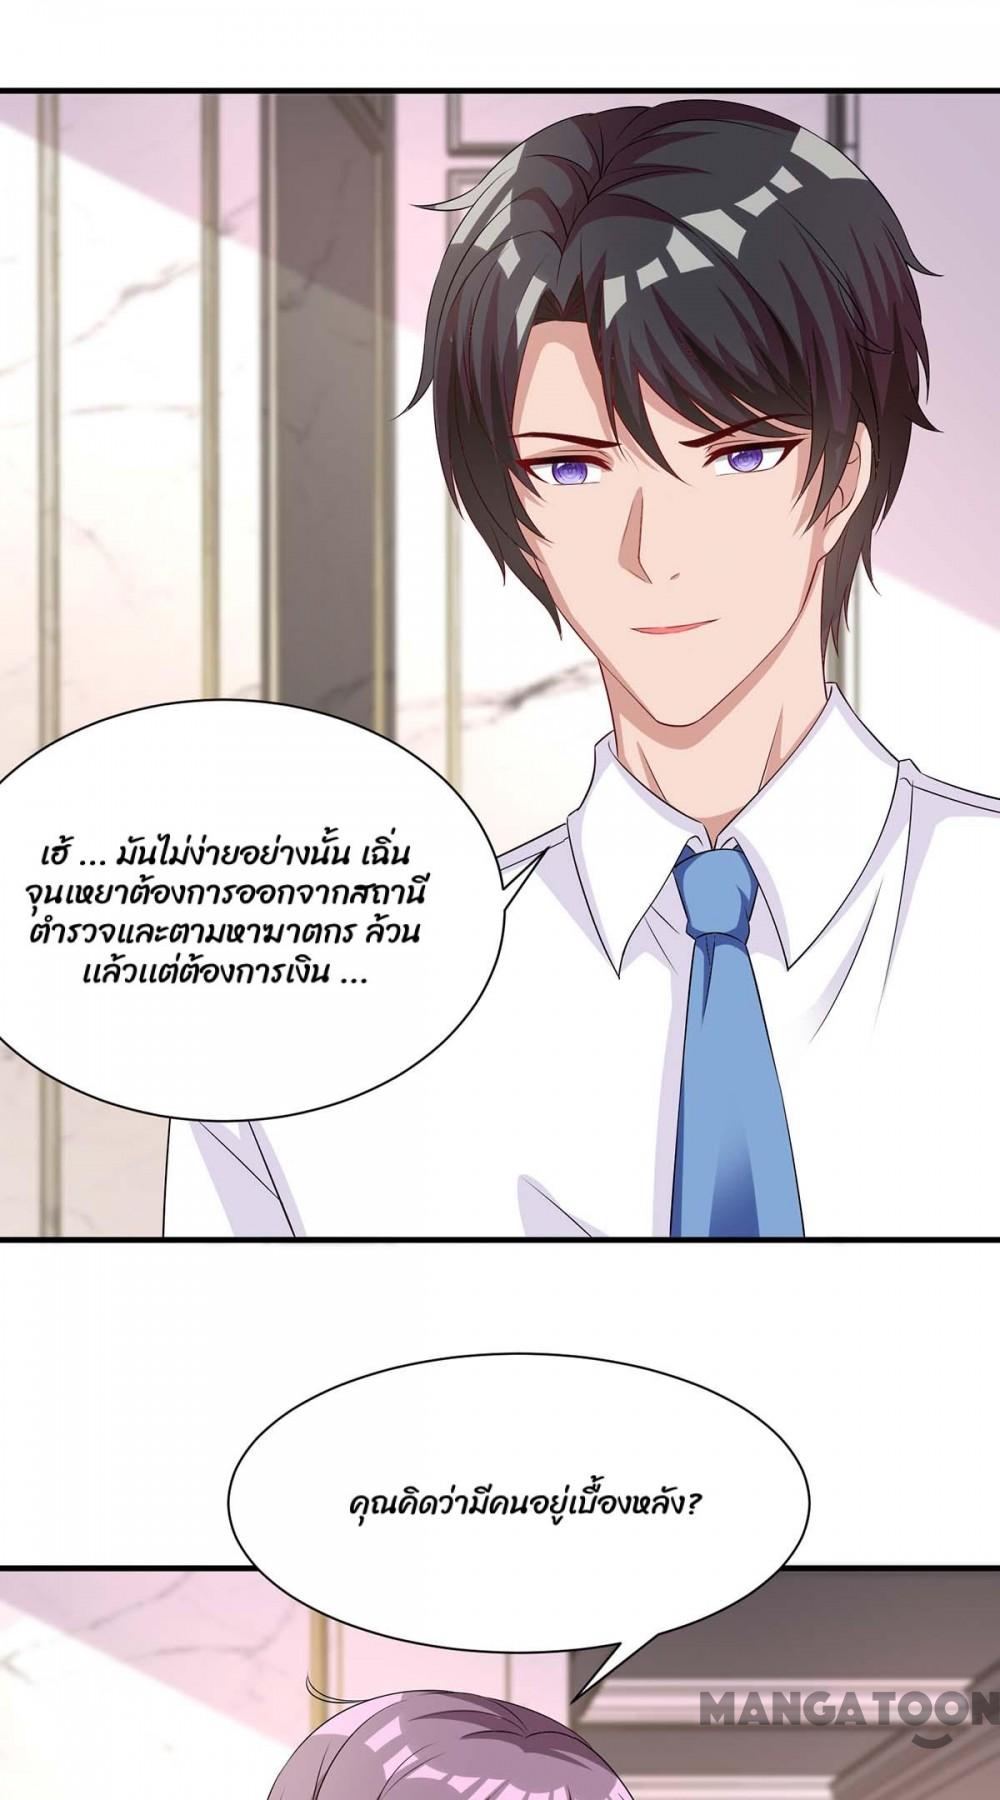 เฮ้ ... มันไม่ง่ายอย่างนั้น เฉิ่น
จุนเหยาต้องการออกจากสถานี
ตำรวจและตามหาฆาตกร ล้วน
แล้วแต่ต้องการเงิน ...
คุณคิดว่ามีคนอยู่เบื้องหลัง?
MANGATOON